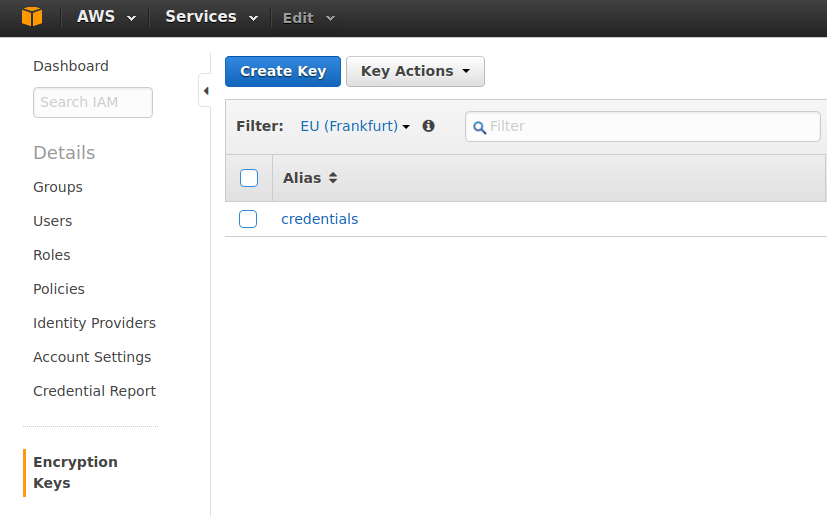 AWS Services Edit
Dashboard
Search IAM
Details
Groups
Users
Roles
Policies
Identity Providers
Account Settings
Credential Report
Encryption
Keys
Create Key Key Actions
Filter: EU (Frankfurt) Filter
Alias
credentials